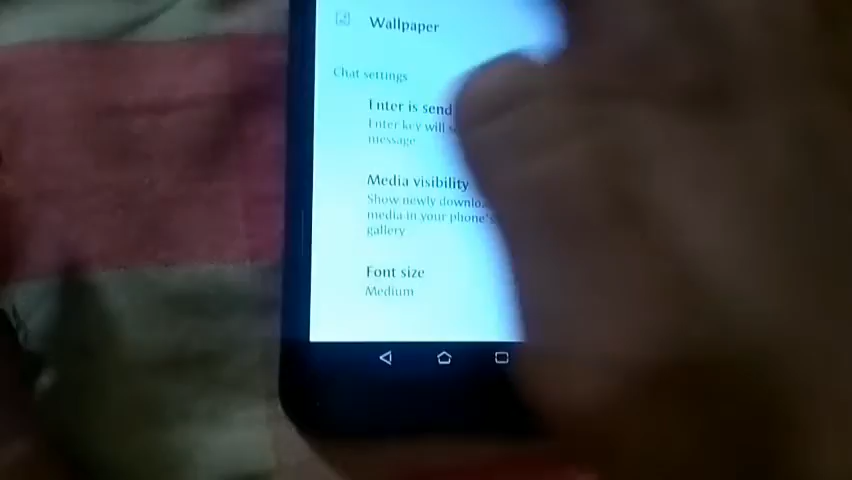 Wallpaper
Chat settings
Enter is send
Enter key will
message
Media visibility
Show newly
media in your phone's
gallery
Font size
Medium